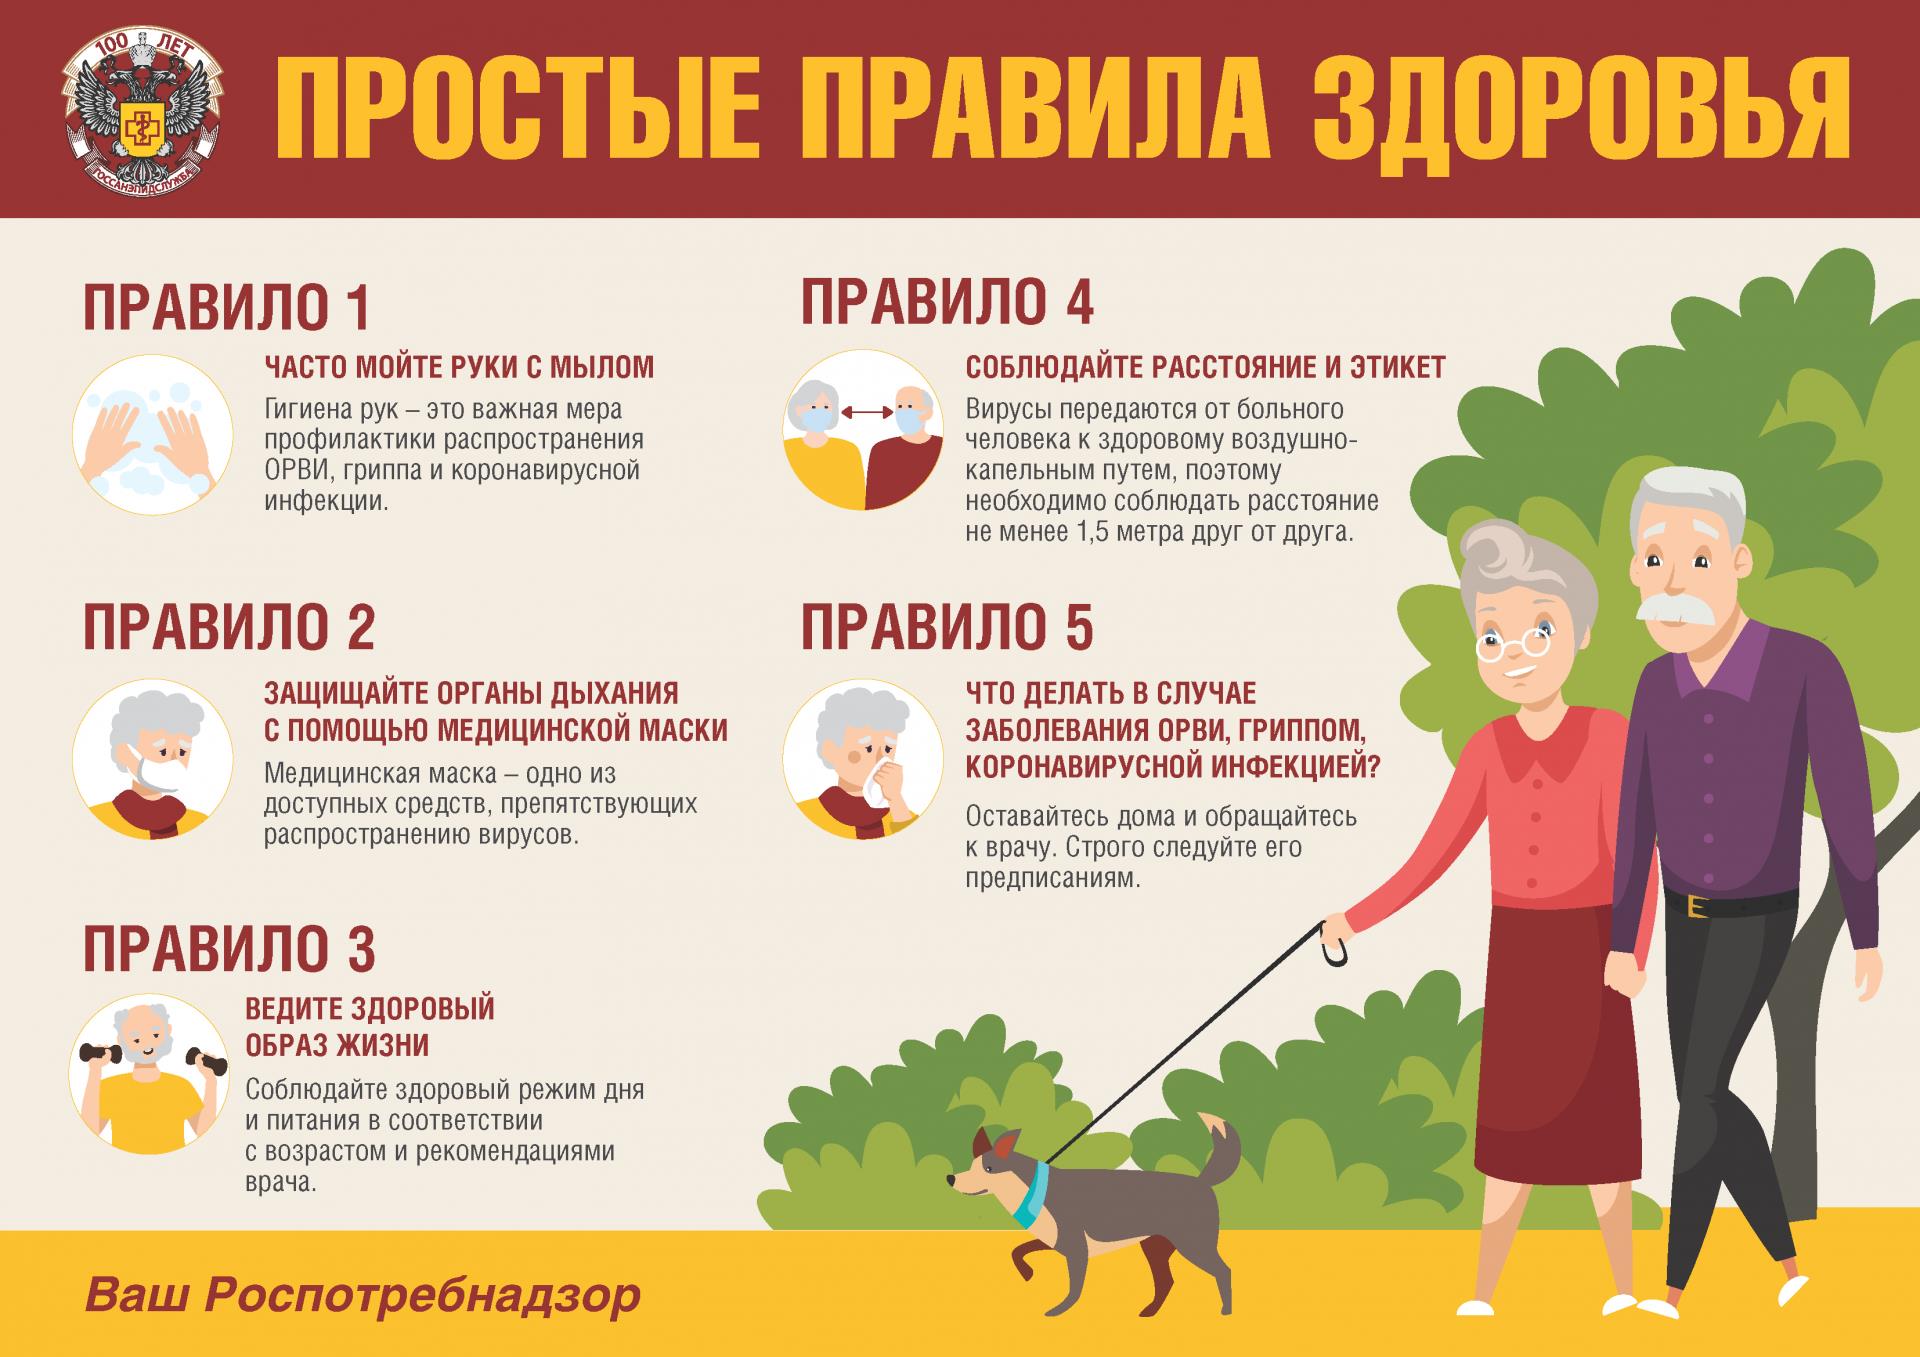 100 ЛЕТ
ГОССАНЭПИДСЛУЖБА
ПРОСТЫЕ ПРАВИЛА ЗДОРОВЬЯ
ПРАВИЛО 1
ЧАСТО МОЙТЕ РУКИ С МЫЛОМ
Гигиена рук – это важная мера
профилактики распространения
ОРВИ, гриппа и коронавирусной
инфекции.
ПРАВИЛО 2
ЗАЩИЩАЙТЕ ОРГАНЫ ДЫХАНИЯ
С ПОМОЩЬЮ МЕДИЦИНСКОЙ МАСКИ
Медицинская маска – одно из
доступных средств, препятствующих
распространению вирусов.
ПРАВИЛО 3
ВЕДИТЕ ЗДОРОВЫЙ
ОБРАЗ ЖИЗНИ
Соблюдайте здоровый режим дня
и питания в соответствии
с возрастом и рекомендациями
врача.
ПРАВИЛО 4
СОБЛЮДАЙТЕ РАССТОЯНИЕ И ЭТИКЕТ
Вирусы передаются от больного
человека к здоровому воздушно-
капельным путем, поэтому
необходимо соблюдать расстояние
не менее 1,5 метра друг от друга.
ПРАВИЛО 5
ЧТО ДЕЛАТЬ В СЛУЧАЕ
ЗАБОЛЕВАНИЯ ОРВИ, ГРИППОМ,
КОРОНАВИРУСНОЙ ИНФЕКЦИЕЙ?
Оставайтесь дома и обращайтесь
к врачу. Строго следуйте его
предписаниям.
Ваш Роспотребнадзор